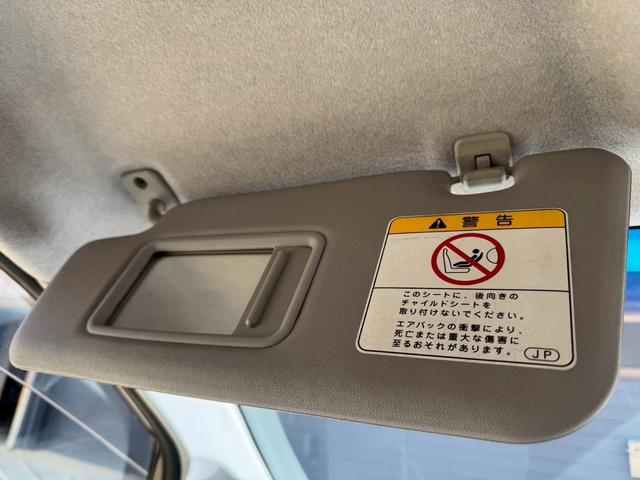 警告
このシートに、後向きの
チャイルドシートを
取り付けないでください。
エアバックの衝撃により、
死亡または重大な傷害に
至るおそれがあります。
JP